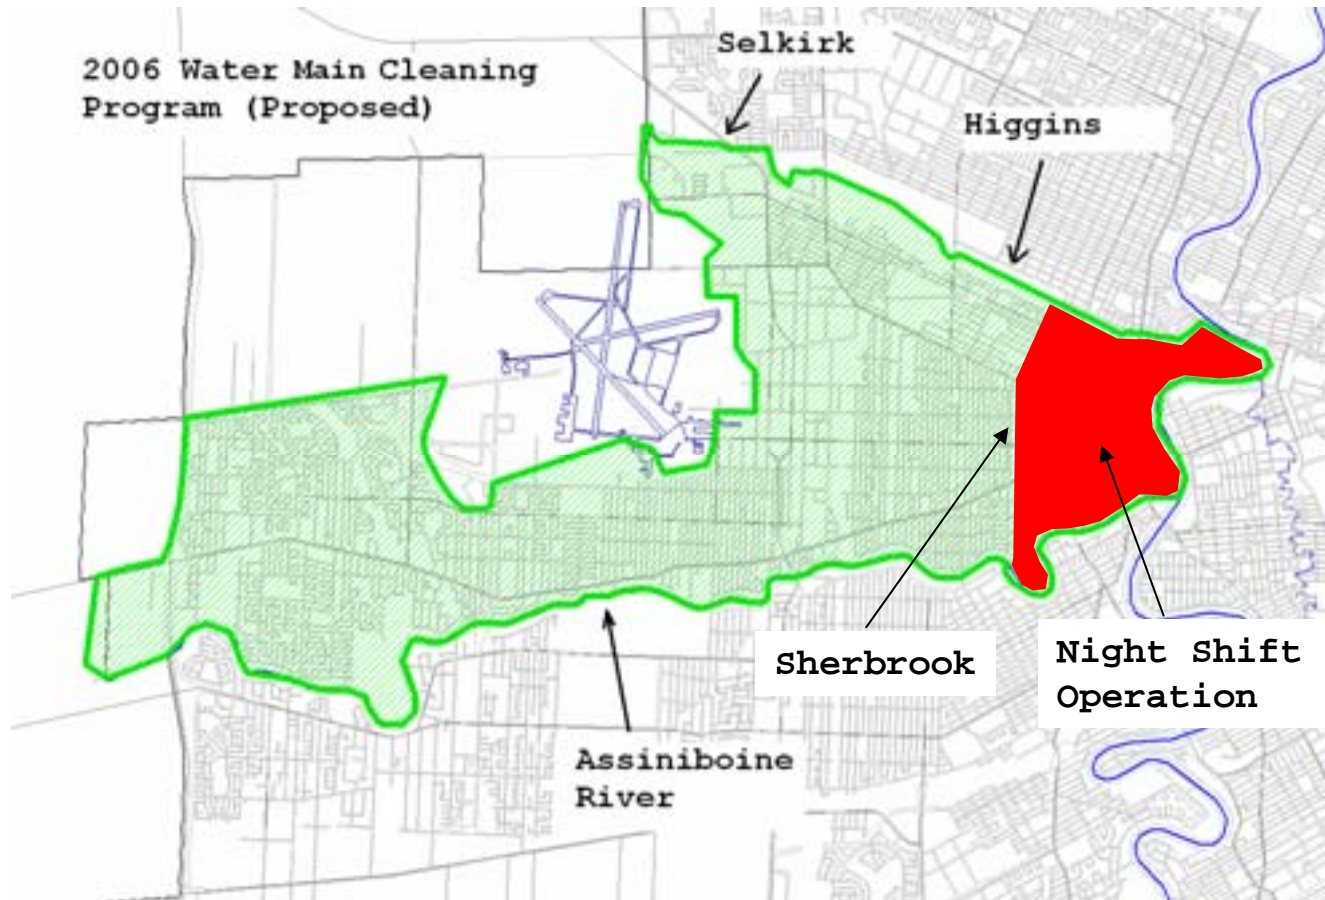 Selkirk
2006 Water Main Cleaning
Program (Proposed)
Higgins
Sherbrook
Night Shift
Operation
Assiniboine
River